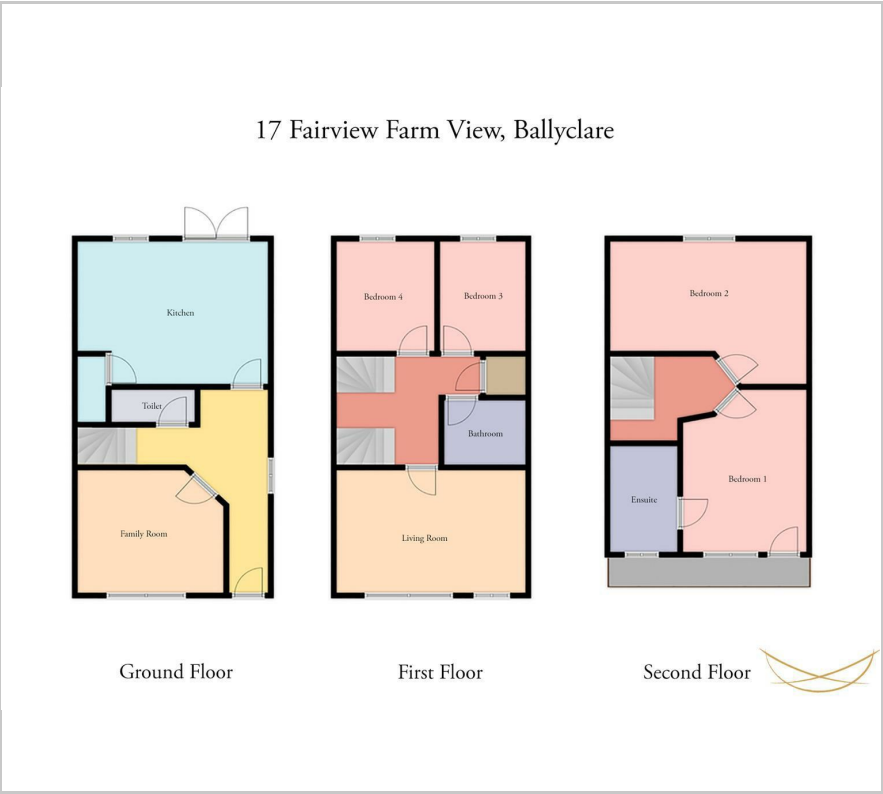 17 Fairview Farm View, Ballyclare
Kitchen
Toilet
Family Room
Bedroom 4
Bedroom 3
Bathroom
Living Room
Bedroom 2
Bedroom 1
Ensuite
Ground Floor
First Floor
Second Floor